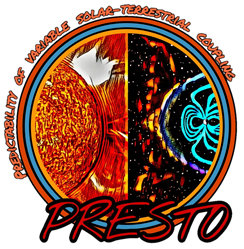 PREDICTABILITY OF VARIABLE SOLAR-TERRESTRIAL COUPLING
PRESTO